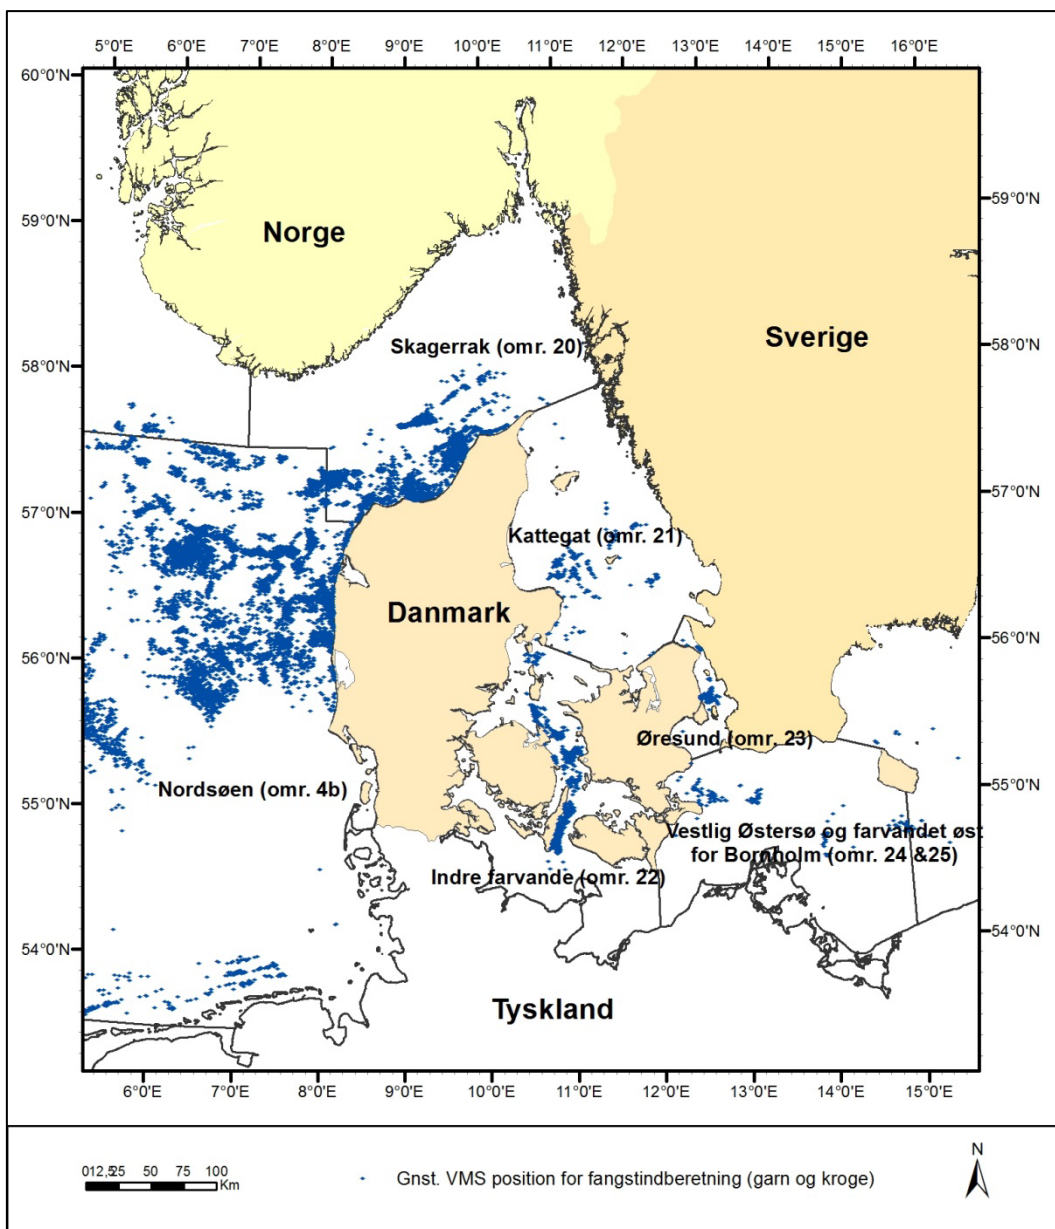 5°0'E 6°0'E 7°0'E 8°0'E 9°0'E 10°0'E 11°0'E 12°0'E 13°0'E 14°0'E 15°0'E 16°0'E
60°0'N
59°0'N 59°0'N
Norge
Sverige
Skagerrak (omr. 20)
58°0'N 58°0'N
57°0'N 57°0'N
Kattegat (omr. 21)
Danmark
56°0'N 56°0'N
Øresund (omr. 23)
Nordsøen (omr. 4b)
55°0'N 55°0'N
Vestlig Østersø og farvandet øst
for Bornholm (omr. 24 &25)
Indre farvande (omr. 22)
54°0'N 54°0'N
Tyskland
6°0'E 7°0'E 8°0'E 9°0'E 10°0'E 11°0'E 12°0'E 13°0'E 14°0'E 15°0'E
N
012,525 50 75 100
Km
Gnst. VMS position for fangstindberetning (garn og kroge)